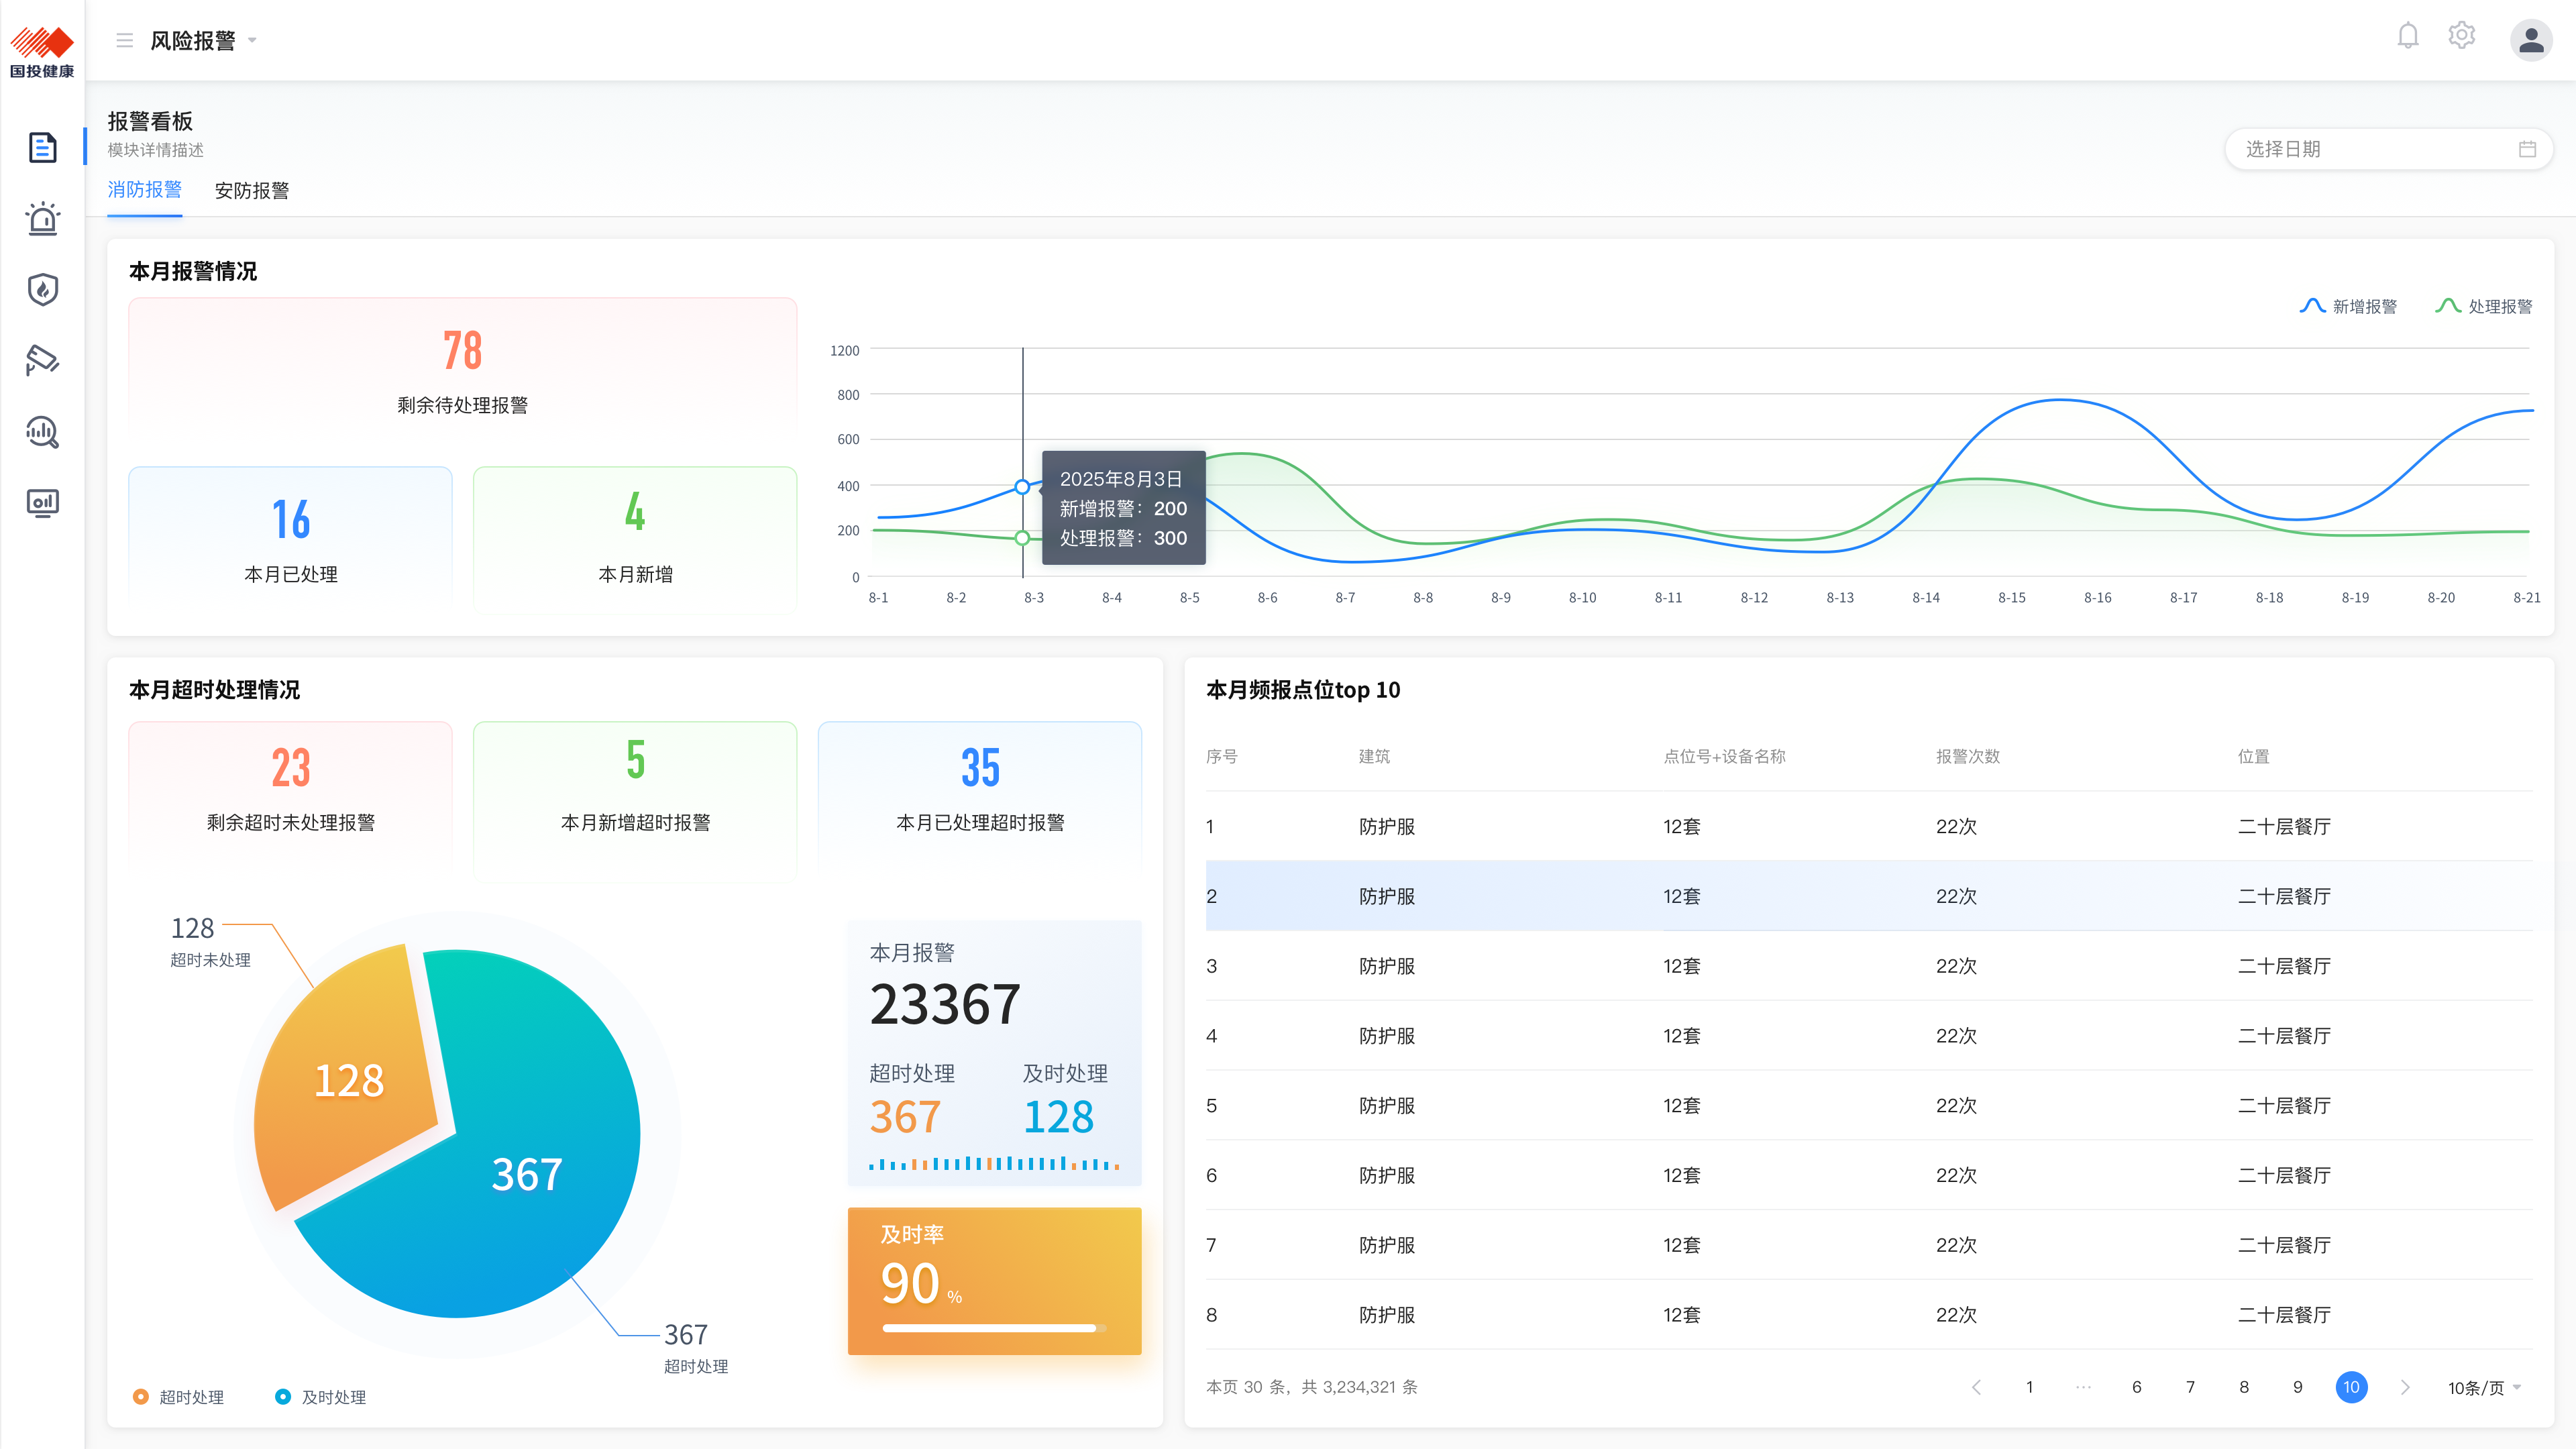 国投健康
风险报警
报警看板
模块详情描述
选择日期
消防报警 安防报警
本月报警情况
78
剩余待处理报警
16
本月已处理
4
本月新增
新增报警 处理报警
1200
800
600
400
200
0
2025年8月3日
新增报警：200
处理报警：300
8-1 8-2 8-3 8-4 8-5 8-6 8-7 8-8 8-9 8-10 8-11 8-12 8-13 8-14 8-15 8-16 8-17 8-18 8-19 8-20 8-21
本月超时处理情况
23
剩余超时未处理报警
5
本月新增超时报警
35
本月已处理超时报警
128
超时未处理
128
367
367
超时处理
超时处理 及时处理
本月报警
23367
超时处理 及时处理
367 128
及时率
90 %
本月频报点位top 10
序号 建筑 点位号+设备名称 报警次数 位置
1 防护服 12套 22次 二十层餐厅
2 防护服 12套 22次 二十层餐厅
3 防护服 12套 22次 二十层餐厅
4 防护服 12套 22次 二十层餐厅
5 防护服 12套 22次 二十层餐厅
6 防护服 12套 22次 二十层餐厅
7 防护服 12套 22次 二十层餐厅
8 防护服 12套 22次 二十层餐厅
本页 30 条，共 3,234,321 条
1 ··· 6 7 8 9 10 10条/页